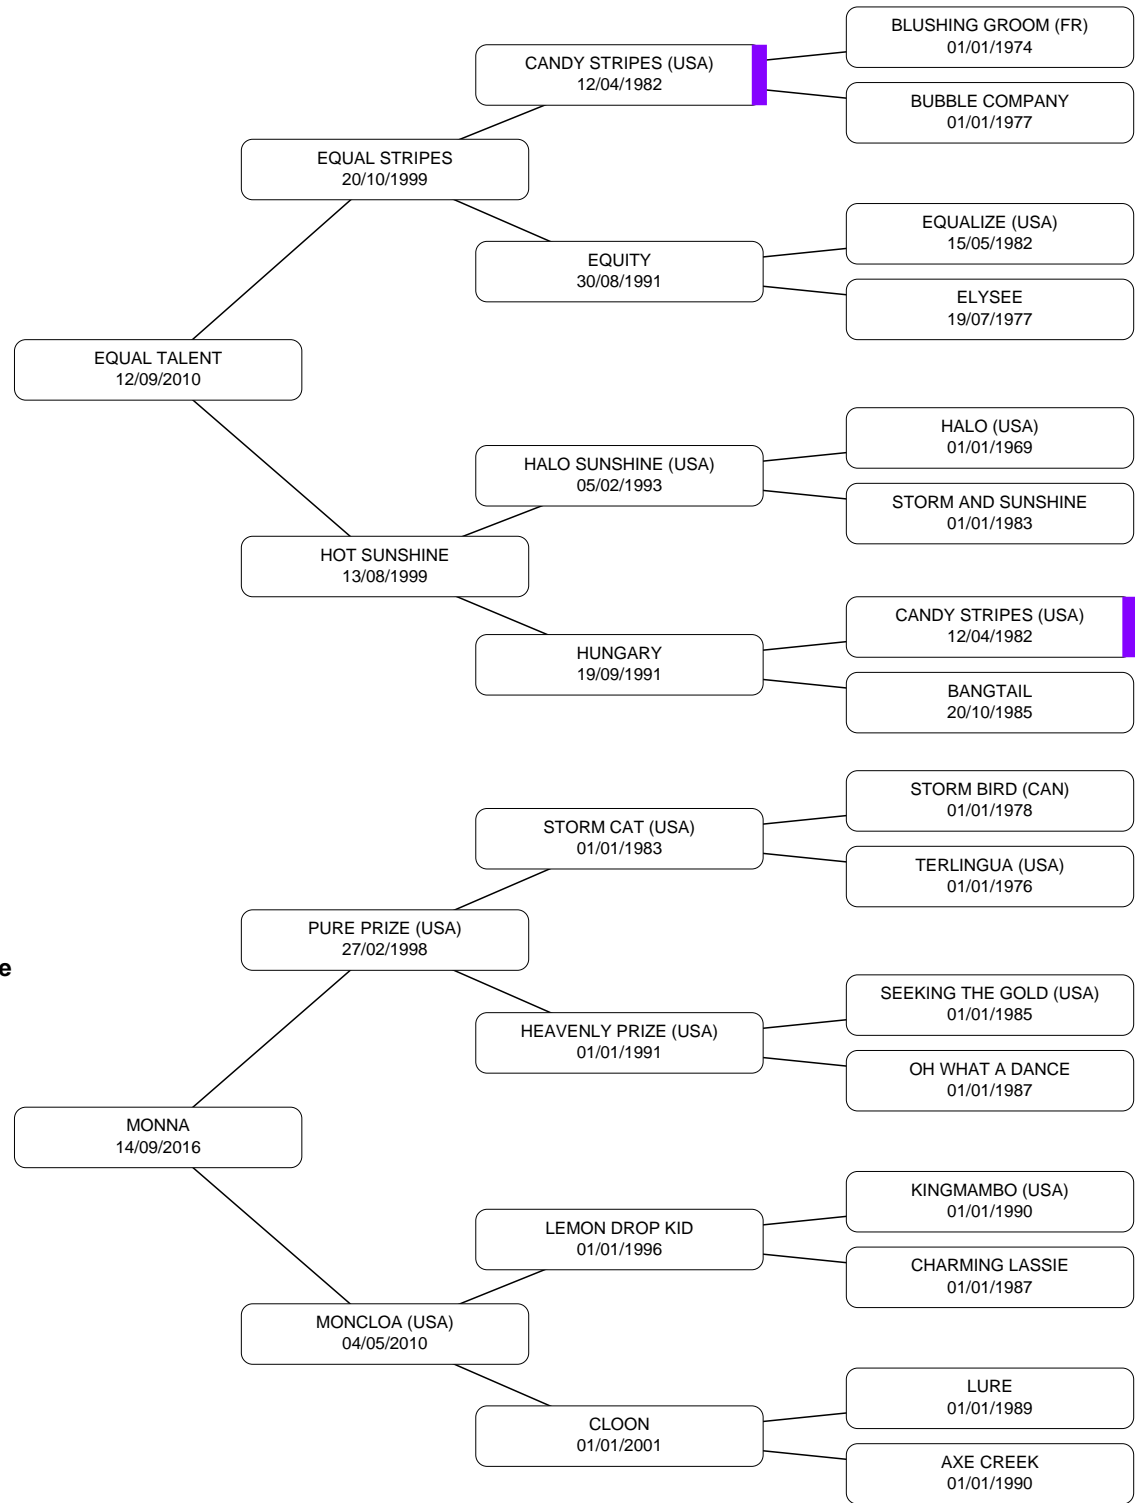 BLUSHING GROOM (FR)
01/01/1974
CANDY STRIPES (USA)
12/04/1982
BUBBLE COMPANY
01/01/1977
EQUAL STRIPES
20/10/1999
EQUALIZE (USA)
15/05/1982
EQUITY
30/08/1991
ELYSEE
19/07/1977
EQUAL TALENT
12/09/2010
HALO (USA)
01/01/1969
HALO SUNSHINE (USA)
05/02/1993
STORM AND SUNSHINE
01/01/1983
HOT SUNSHINE
13/08/1999
CANDY STRIPES (USA)
12/04/1982
HUNGARY
19/09/1991
BANGTAIL
20/10/1985
STORM BIRD (CAN)
01/01/1978
STORM CAT (USA)
01/01/1983
TERLINGUA (USA)
01/01/1976
PURE PRIZE (USA)
27/02/1998
e
SEEKING THE GOLD (USA)
01/01/1985
HEAVENLY PRIZE (USA)
01/01/1991
OH WHAT A DANCE
01/01/1987
MONNA
14/09/2016
KINGMAMBO (USA)
01/01/1990
LEMON DROP KID
01/01/1996
CHARMING LASSIE
01/01/1987
MONCLOA (USA)
04/05/2010
LURE
01/01/1989
CLOON
01/01/2001
AXE CREEK
01/01/1990